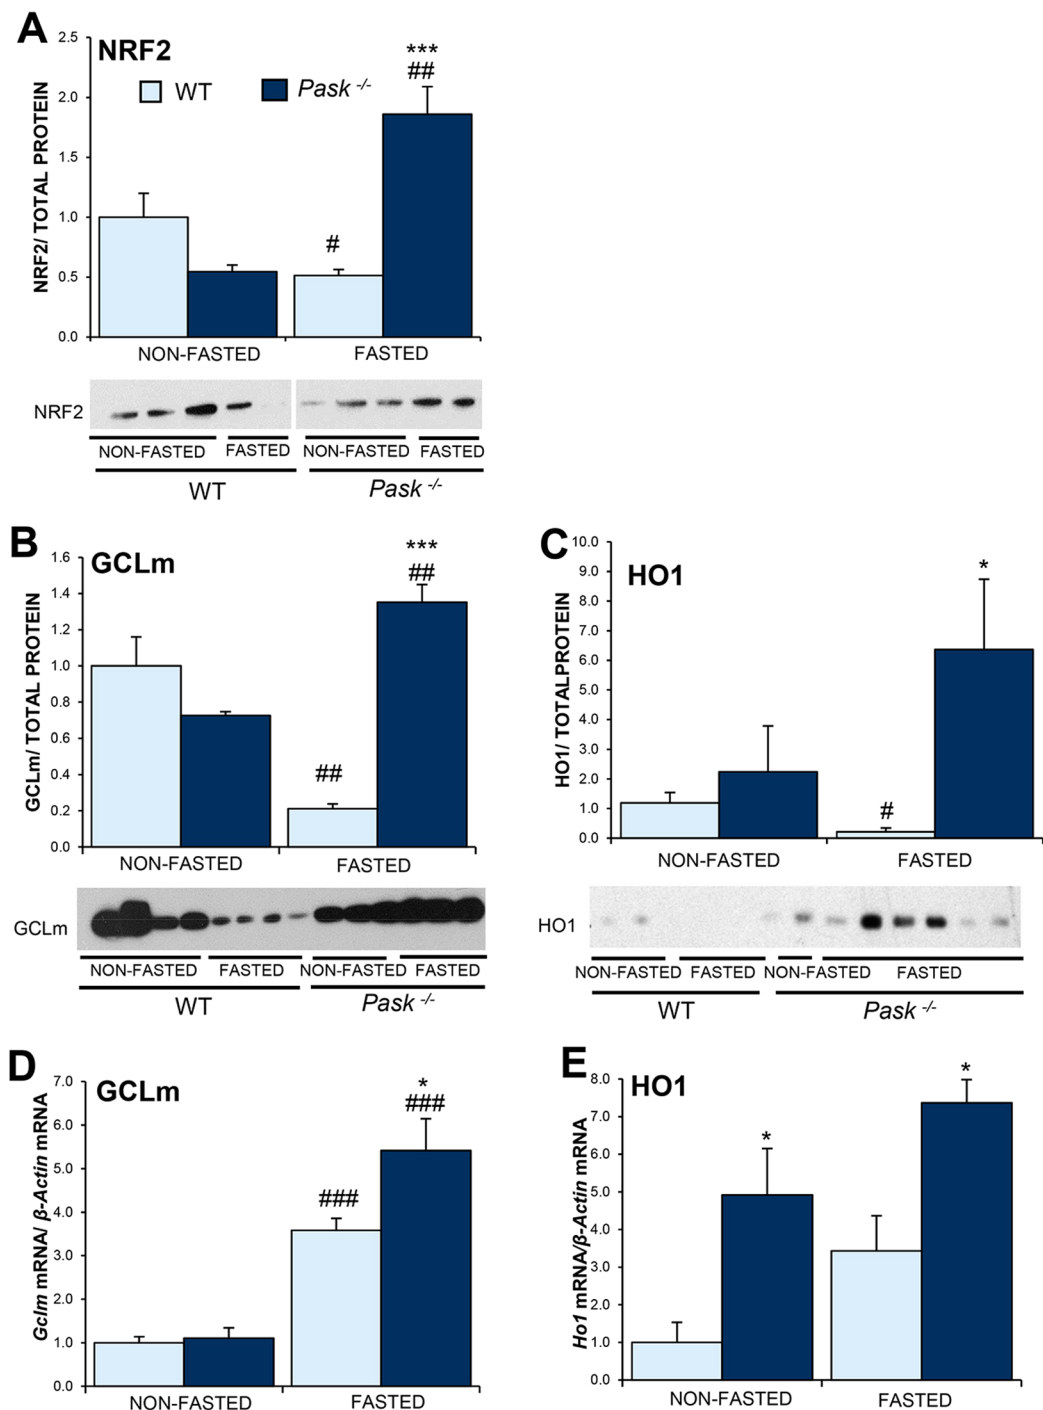 A
NRF2
WT
Pask -/-
***
##
#
NRF2/ TOTAL PROTEIN
2.5
2.0
1.5
1.0
0.5
0.0
NON-FASTED
FASTED
NRF2
NON-FASTED FASTED NON-FASTED FASTED
WT Pask -/-
B
GCLm
***
##
##
GCLm/ TOTAL PROTEIN
1.6
1.4
1.2
1.0
0.8
0.6
0.4
0.2
0.0
NON-FASTED
FASTED
GCLm
NON-FASTED FASTED NON-FASTED FASTED
WT Pask -/-
C
HO1
*
#
HO1/ TOTALPROTEIN
10.0
9.0
8.0
7.0
6.0
5.0
4.0
3.0
2.0
1.0
0.0
NON-FASTED
FASTED
HO1
NON-FASTED FASTED NON-FASTED FASTED
WT Pask -/-
D
GCLm
*
###
###
Gclm mRNA/ β-Actin mRNA
7.0
6.0
5.0
4.0
3.0
2.0
1.0
0.0
NON-FASTED
FASTED
E
HO1
*
*
Ho1 mRNA/β-Actin mRNA
8.0
7.0
6.0
5.0
4.0
3.0
2.0
1.0
0.0
NON-FASTED
FASTED